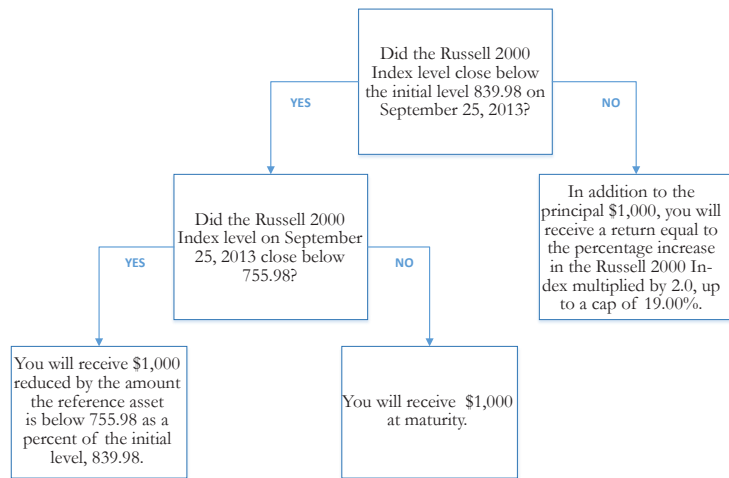 Did the Russell 2000
Index level close below
the initial level 839.98 on
September 25, 2013?
YES
NO
Did the Russell 2000
Index level on September
25, 2013 close below
755.98?
In addition to the
principal $1,000, you will
receive a return equal to
the percentage increase
in the Russell 2000 In-
dex multiplied by 2.0, up
to a cap of 19.00%.
YES
NO
You will receive $1,000
reduced by the amount
the reference asset
is below 755.98 as a
percent of the initial
level, 839.98.
You will receive $1,000
at maturity.